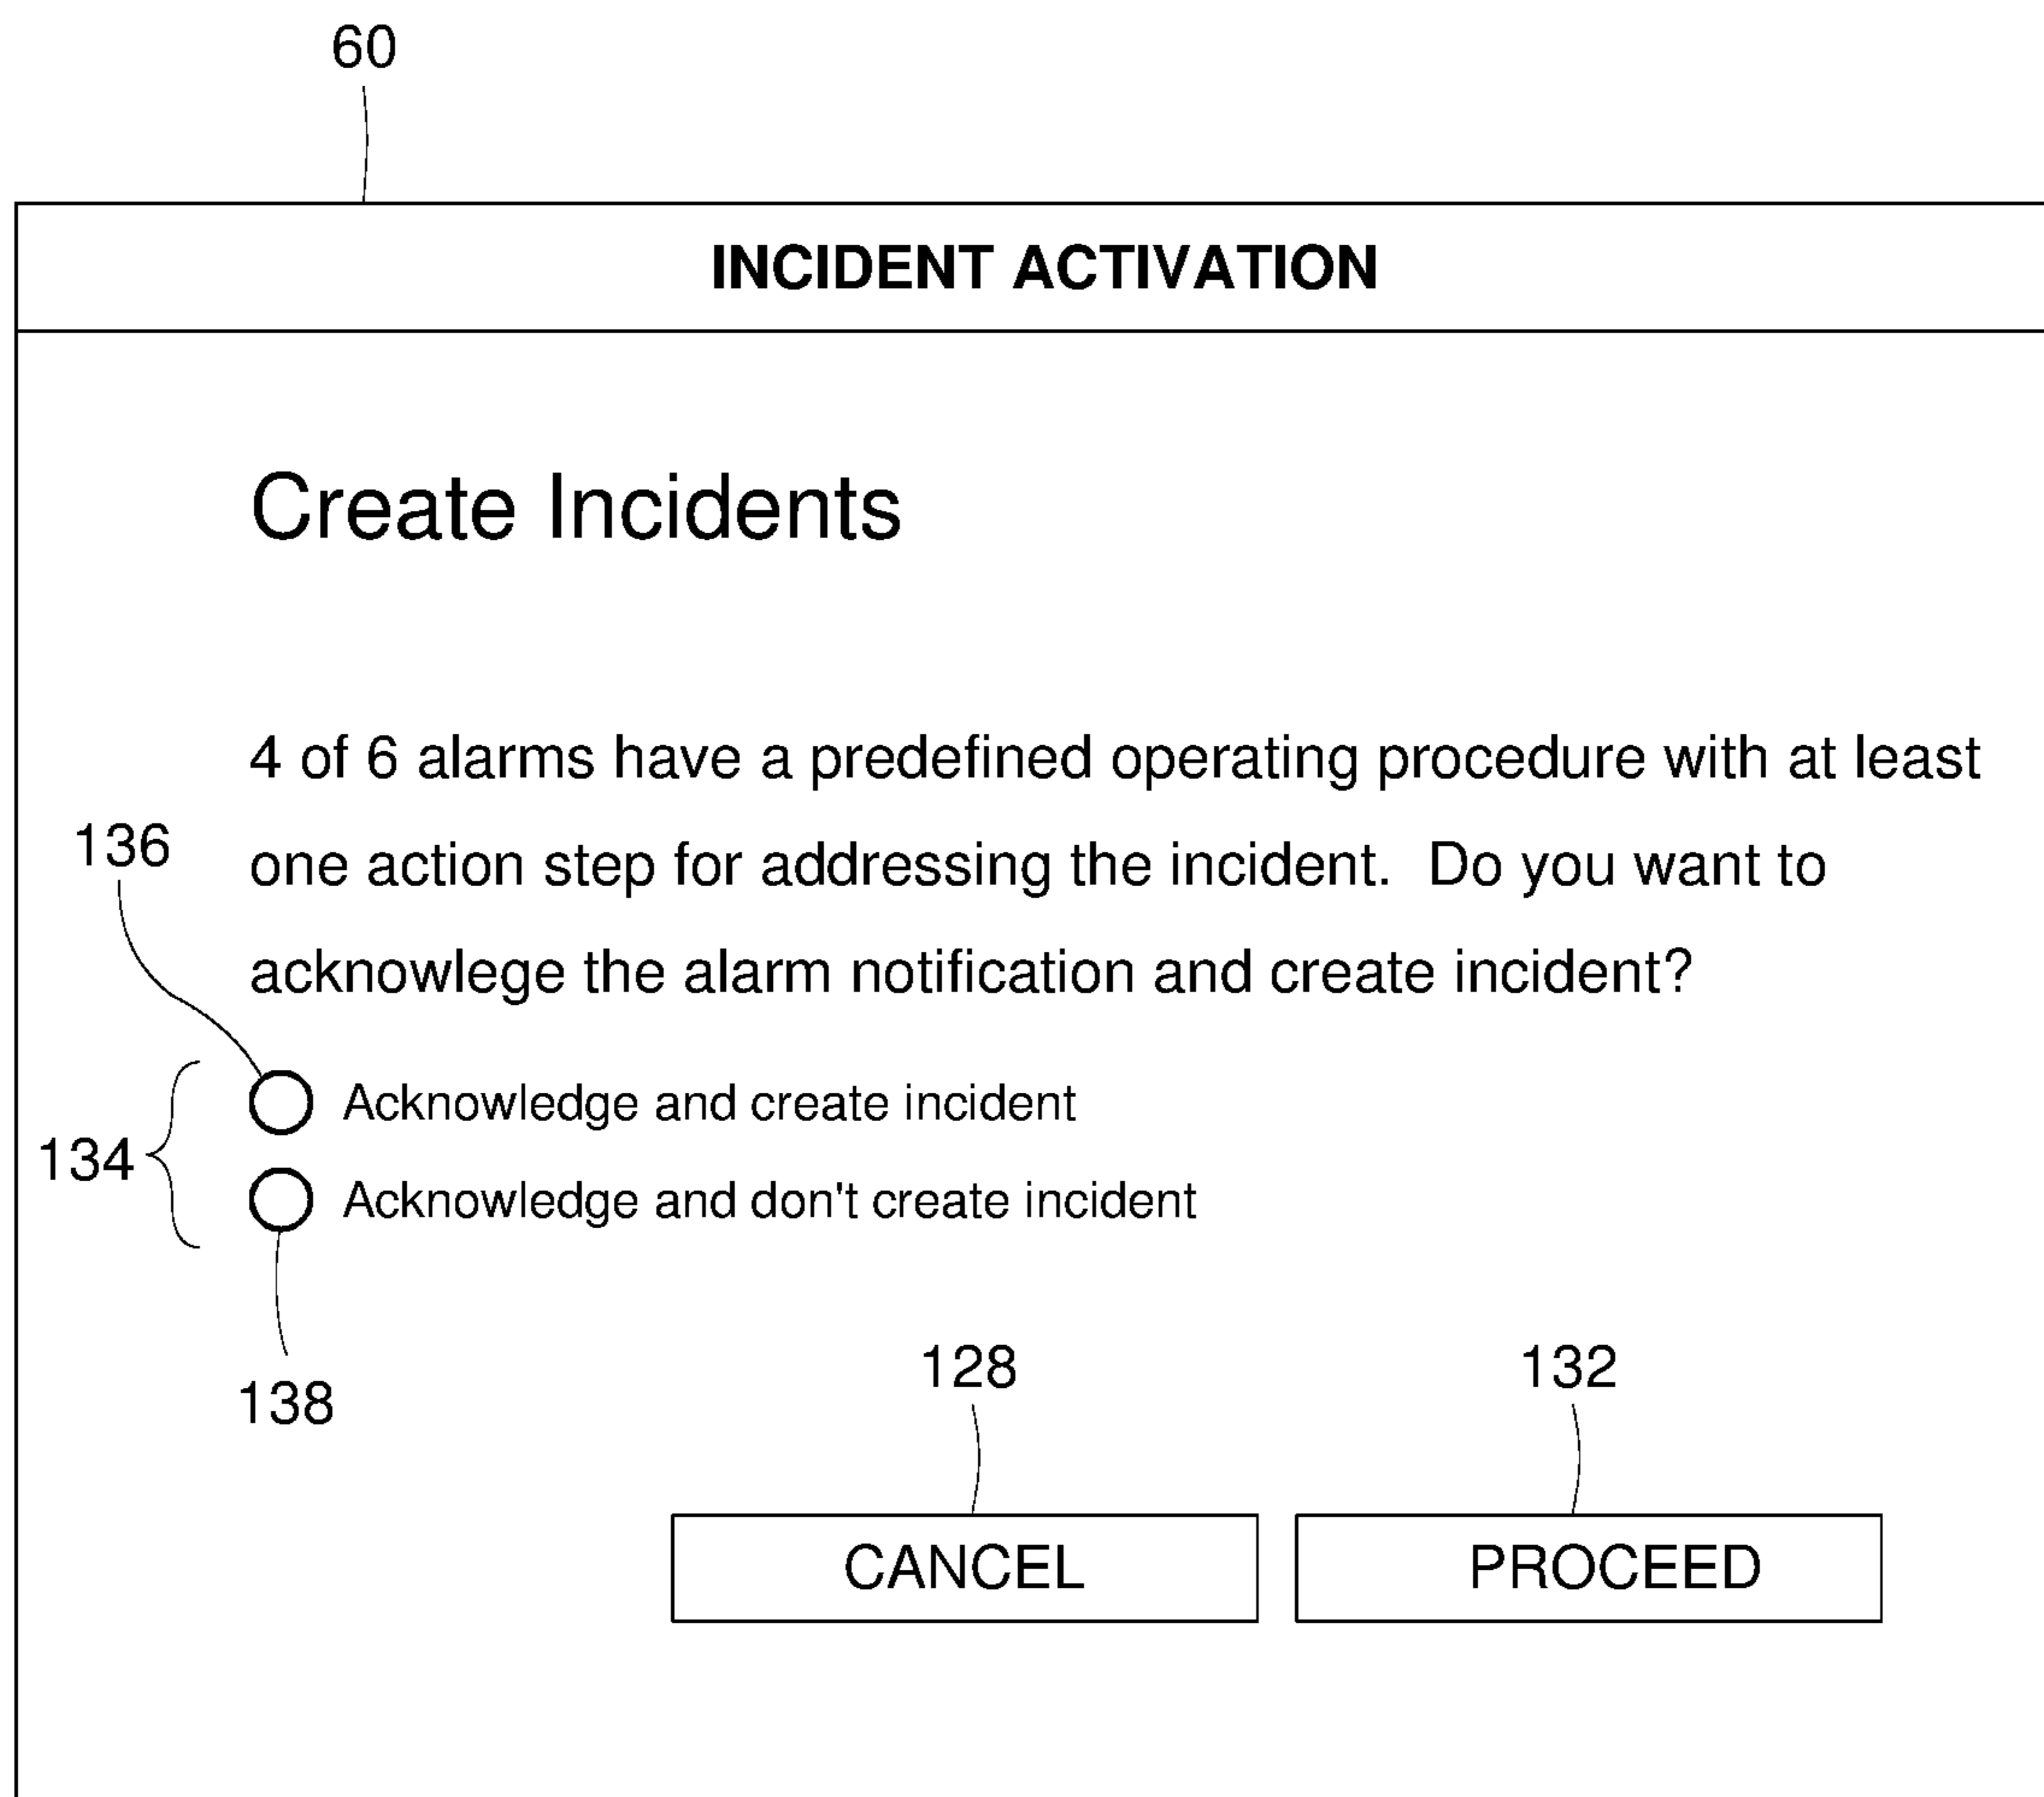 60
INCIDENT ACTIVATION
Create Incidents
4 of 6 alarms have a predefined operating procedure with at least
136
one action step for addressing the incident.  Do you want to
acknowlege the alarm notification and create incident?
Acknowledge and create incident
134
Acknowledge and don't create incident
128
132
138
CANCEL
PROCEED